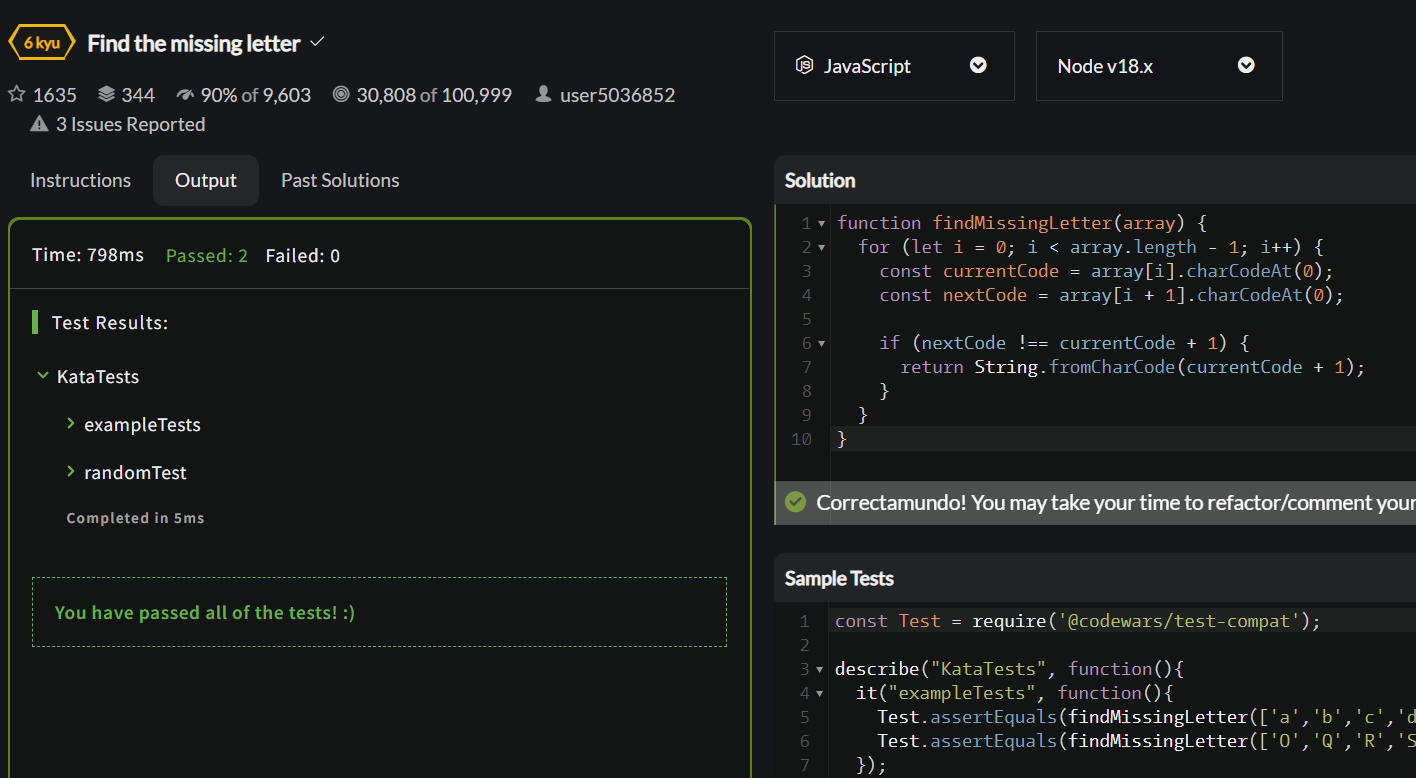 6 kyu Find the missing letter
1635 344 90% of 9,603 30,808 of 100,999 user5036852
3 Issues Reported
Instructions Output Past Solutions
Time: 798ms Passed: 2 Failed: 0
Test Results:
KataTests
exampleTests
randomTest
Completed in 5ms
You have passed all of the tests! :)
JS JavaScript Node v18.x
Solution
1 function findMissingLetter(array) {
2 for (let i = 0; i < array.length - 1; i++) {
3 const currentCode = array[i].charCodeAt(0);
4 const nextCode = array[i + 1].charCodeAt(0);
5
6 if (nextCode !== currentCode + 1) {
7 return String.fromCharCode(currentCode + 1);
8 }
9 }
10 }
Correctamundo! You may take your time to refactor/comment your
Sample Tests
1 const Test = require('@codewars/test-compat');
2
3 describe("KataTests", function(){
4 it("exampleTests", function(){
5 Test.assertEquals(findMissingLetter(['a','b','c','d
6 Test.assertEquals(findMissingLetter(['O','Q','R','S
7 });